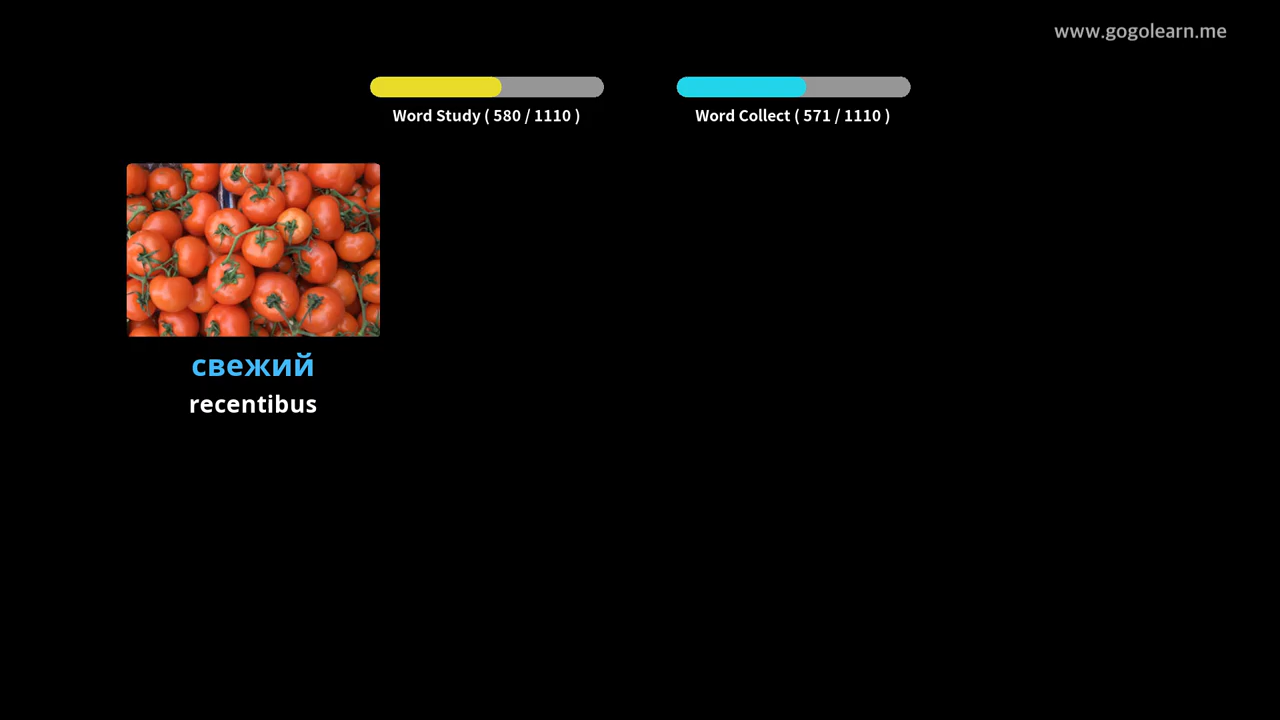 www.gogolearn.me
Word Study ( 580 / 1110 )
Word Collect ( 571 / 1110 )
свежий
recentibus